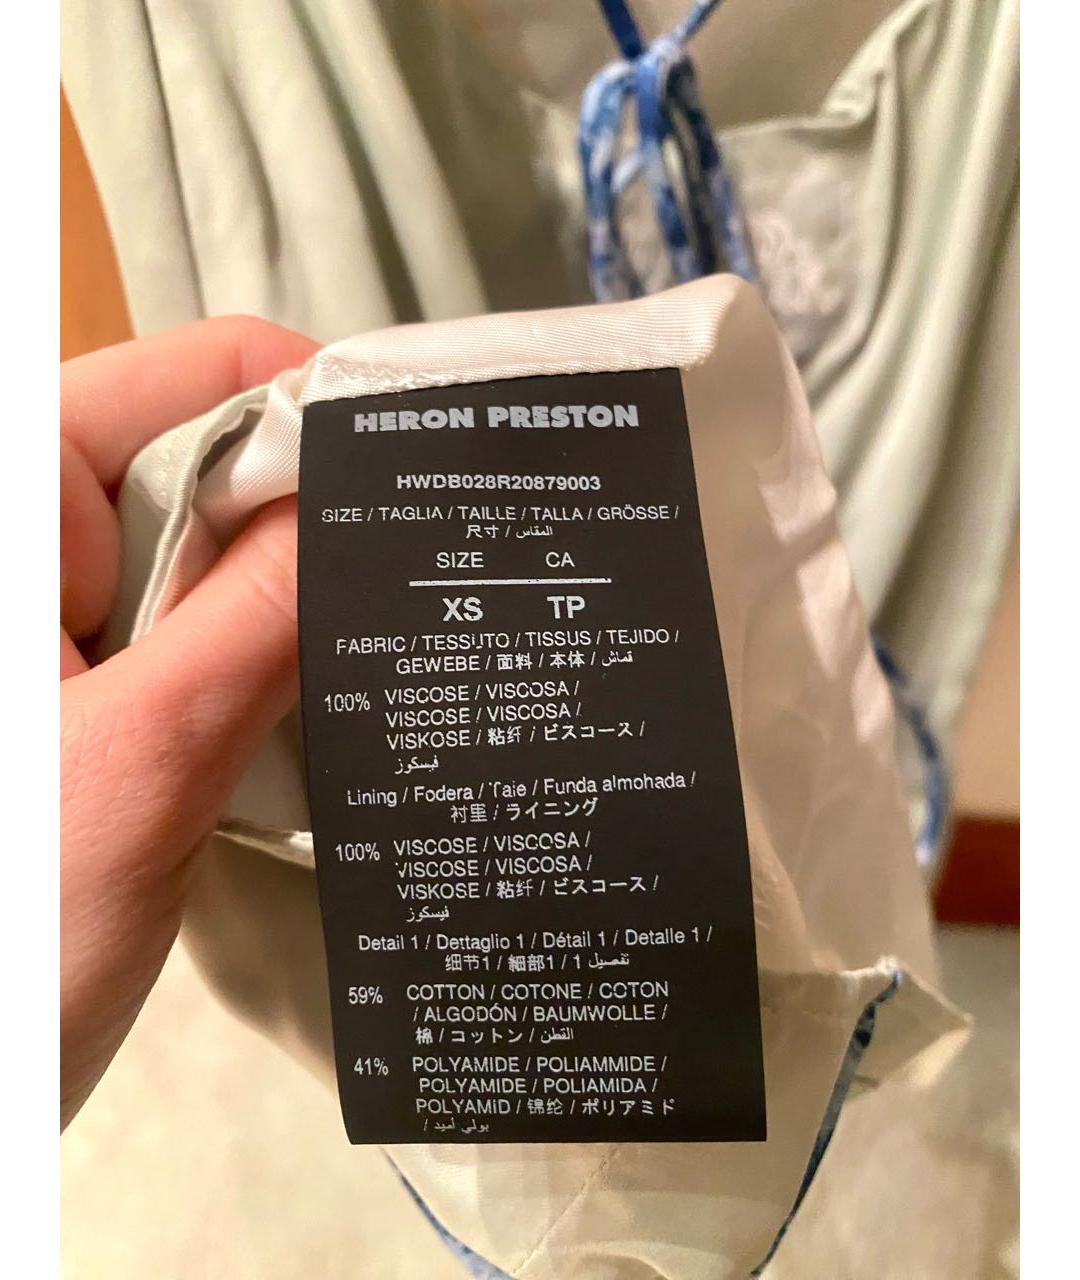 HERON PRESTON
HWDB028R20879003
SIZE / TAGLIA / TAILLE / TALLA / GRÖSSE /
尺寸 / المقاس
SIZE CA
XS TP
FABRIC / TESSUTO / TISSUS / TEJIDO /
GEWEBE / 面料 / 本体 / قماش
100% VISCOSE / VISCOSA /
VISCOSE / VISCOSA /
VISKOSE / 粘纤 / ビスコース /
فيسكوز
Lining / Fodera / Taie / Funda almohada /
衬里 / ライニング
100% VISCOSE / VISCOSA /
VISCOSE / VISCOSA /
VISKOSE / 粘纤 / ビスコース /
فيسكوز
Detail 1 / Dettaglio 1 / Détail 1 / Detalle 1 /
细节1 / 細部1 / تفصيل 1
59% COTTON / COTONE / COTON
/ ALGODÓN / BAUMWOLLE /
棉 / コットン / القطن
41% POLYAMIDE / POLIAMMIDE /
POLYAMIDE / POLIAMIDA /
POLYAMID / 锦纶 / ポリアミド
/ بولي أميد